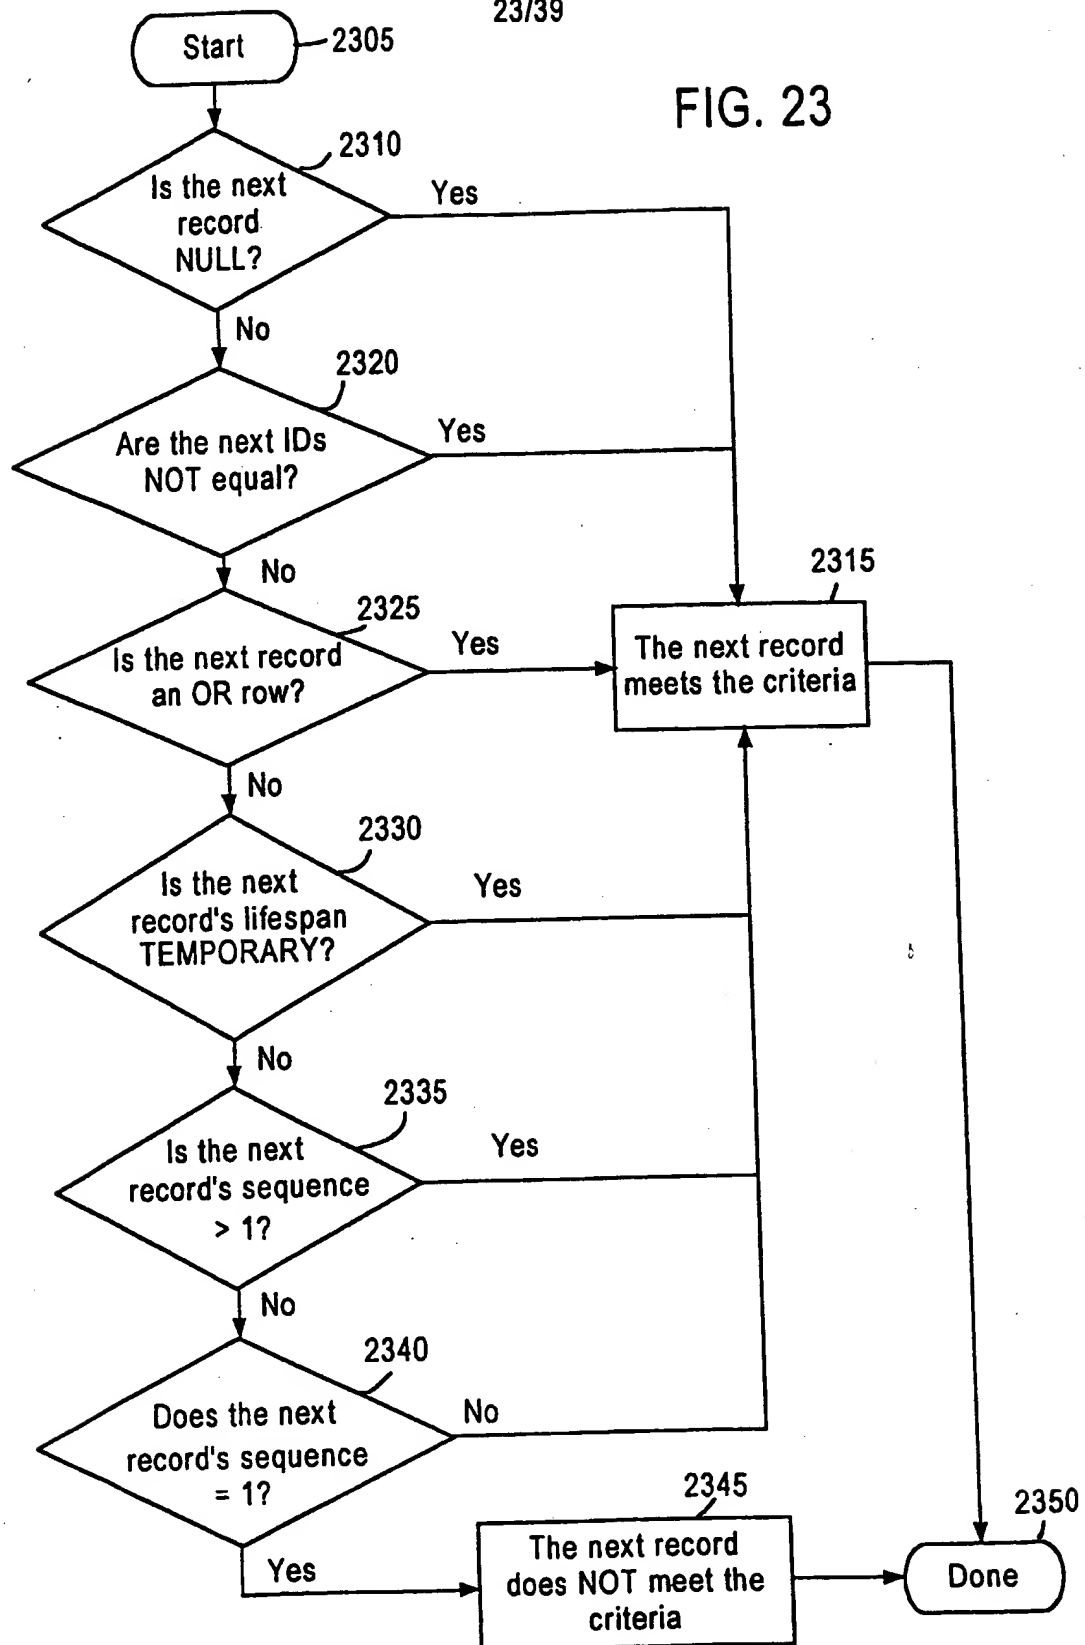 23/39
Start
2305
FIG. 23
2310
Is the next
record
NULL?
Yes
No
2320
Are the next IDs
NOT equal?
Yes
No
2325
Is the next record
an OR row?
Yes
2315
The next record
meets the criteria
No
2330
Is the next
record's lifespan
TEMPORARY?
Yes
No
2335
Is the next
record's sequence
> 1?
Yes
No
2340
Does the next
record's sequence
= 1?
No
Yes
2345
The next record
does NOT meet the
criteria
2350
Done